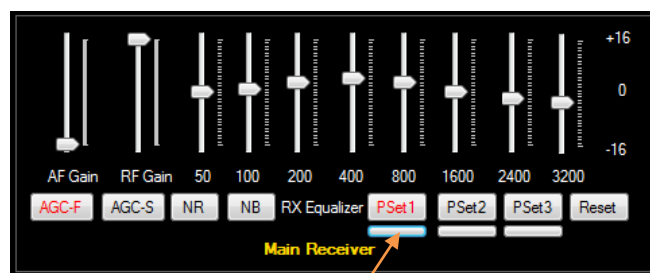 +16
0
-16
AF Gain RF Gain 50 100 200 400 800 1600 2400 3200
AGC-F AGC-S NR NB RX Equalizer PSet1 PSet2 PSet3 Reset
Main Receiver